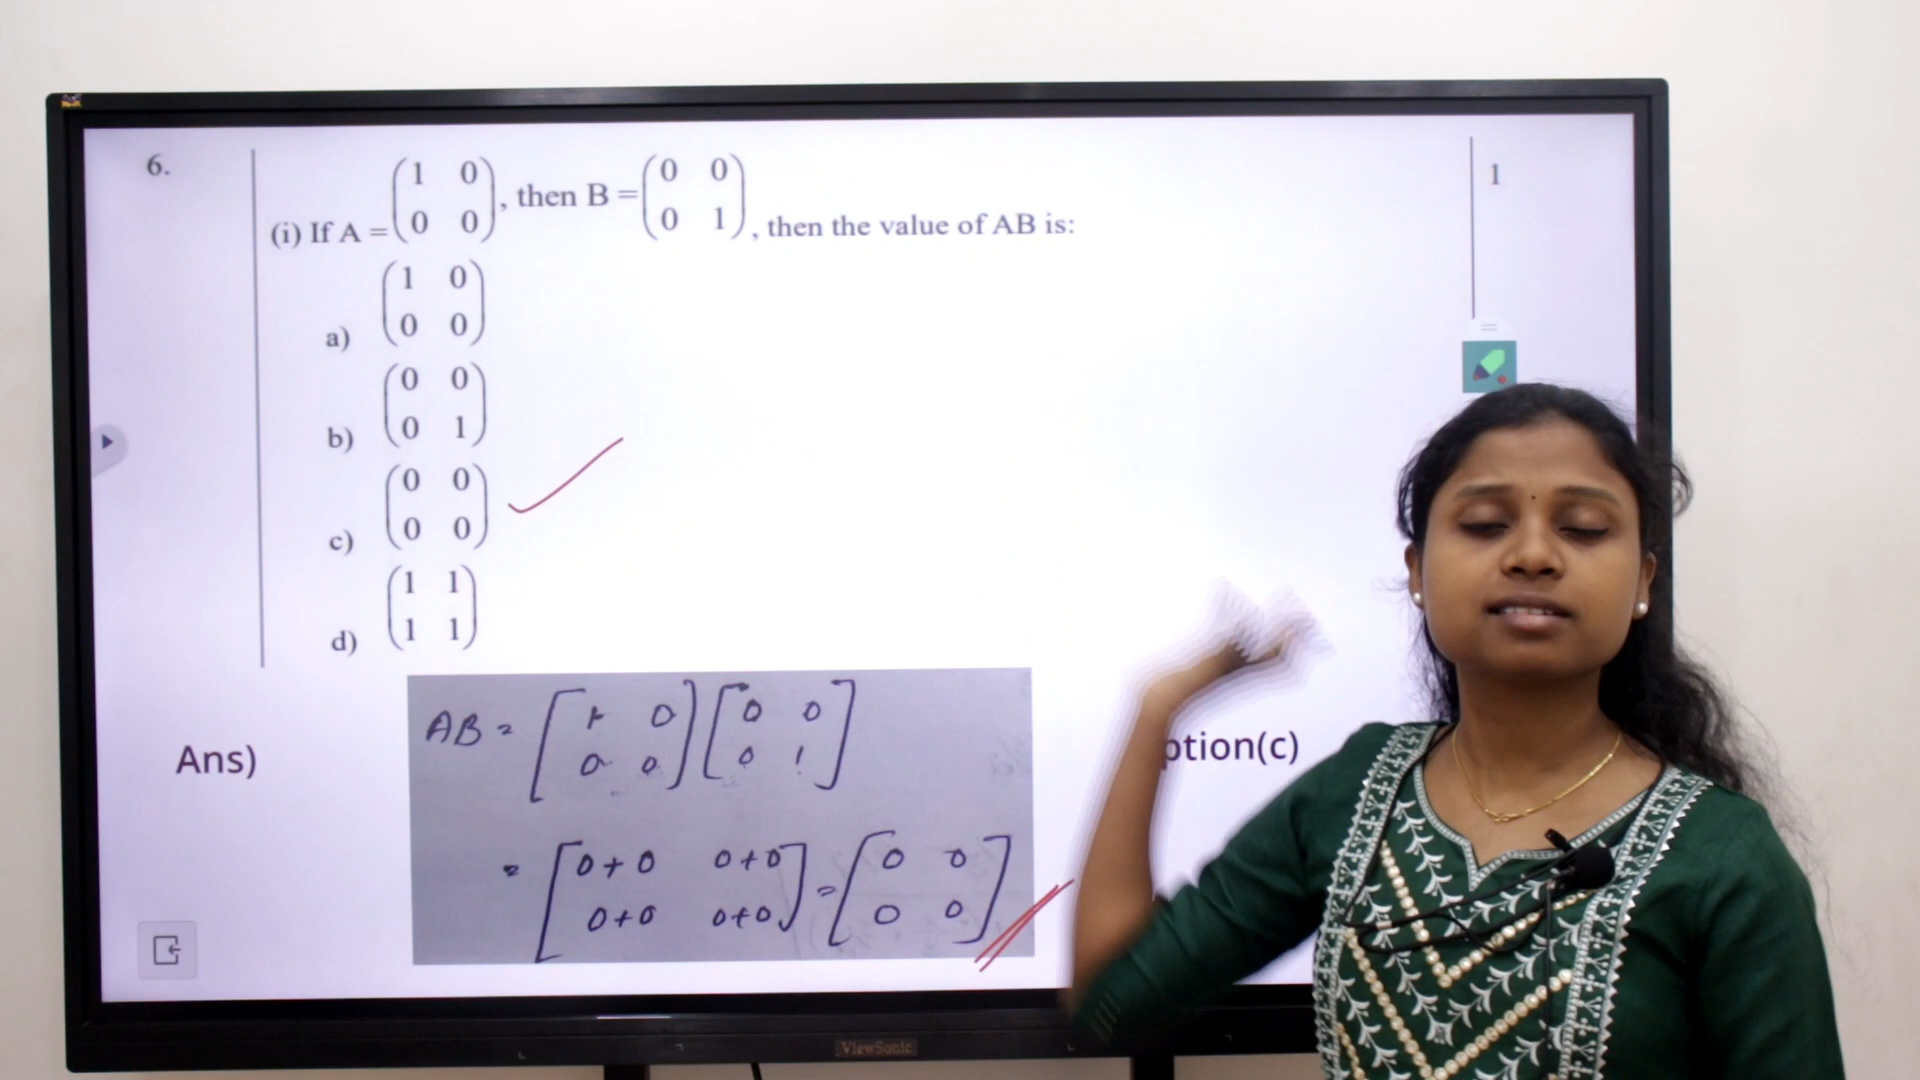 6.
(i) If A = (1 0 0 0), then B = (0 0 0 1), then the value of AB is:
1
a) (1 0 0 0)
b) (0 0 0 1)
c) (0 0 0 0)
d) (1 1 1 1)
Ans)
AB = [1 0 0 0] [0 0 0 1]
= [0+0 0+0 0+0 0+0] = [0 0 0 0]
ption(c)
ViewSonic